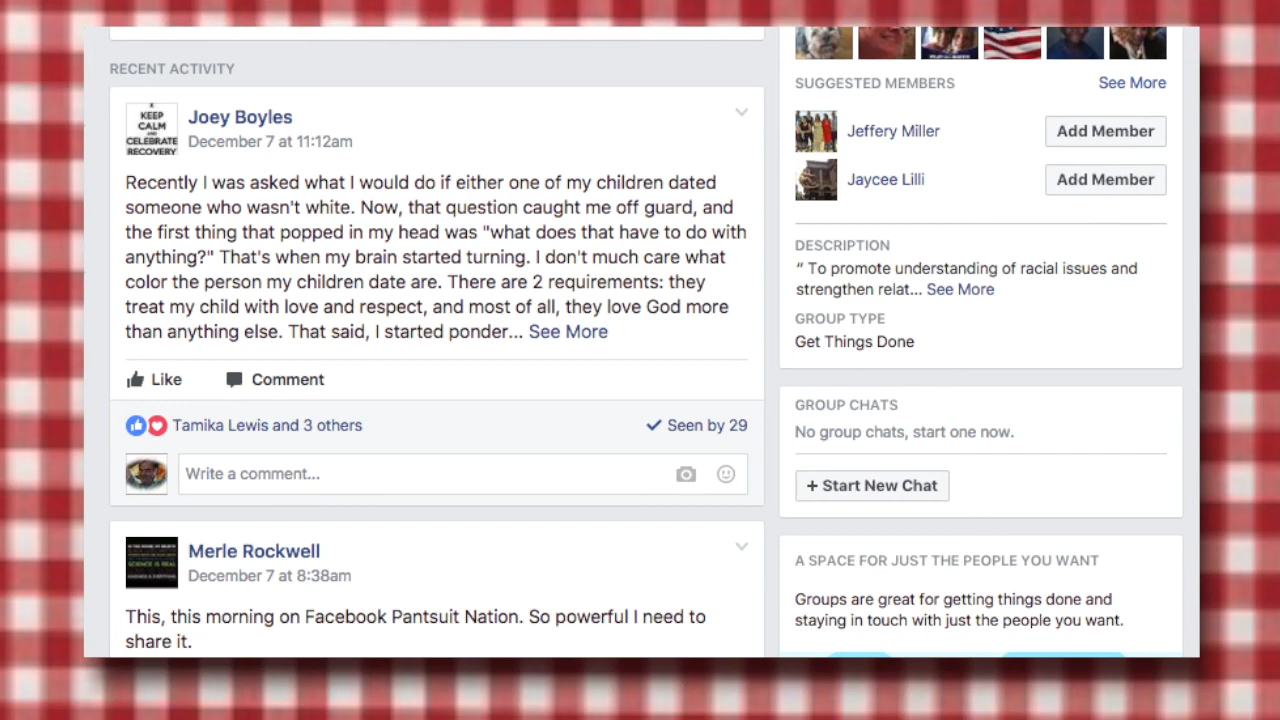 RECENT ACTIVITY
KEEP
CALM
AND
CELEBRATE
RECOVERY
Joey Boyles
December 7 at 11:12am
Recently I was asked what I would do if either one of my children dated
someone who wasn't white. Now, that question caught me off guard, and
the first thing that popped in my head was "what does that have to do with
anything?" That's when my brain started turning. I don't much care what
color the person my children date are. There are 2 requirements: they
treat my child with love and respect, and most of all, they love God more
than anything else. That said, I started ponder... See More
Like Comment
Tamika Lewis and 3 others Seen by 29
Write a comment...
SCIENCE IS REAL
Merle Rockwell
December 7 at 8:38am
This, this morning on Facebook Pantsuit Nation. So powerful I need to
share it.
SUGGESTED MEMBERS See More
Jeffery Miller Add Member
Jaycee Lilli Add Member
DESCRIPTION
“ To promote understanding of racial issues and
strengthen relat... See More
GROUP TYPE
Get Things Done
GROUP CHATS
No group chats, start one now.
+ Start New Chat
A SPACE FOR JUST THE PEOPLE YOU WANT
Groups are great for getting things done and
staying in touch with just the people you want.